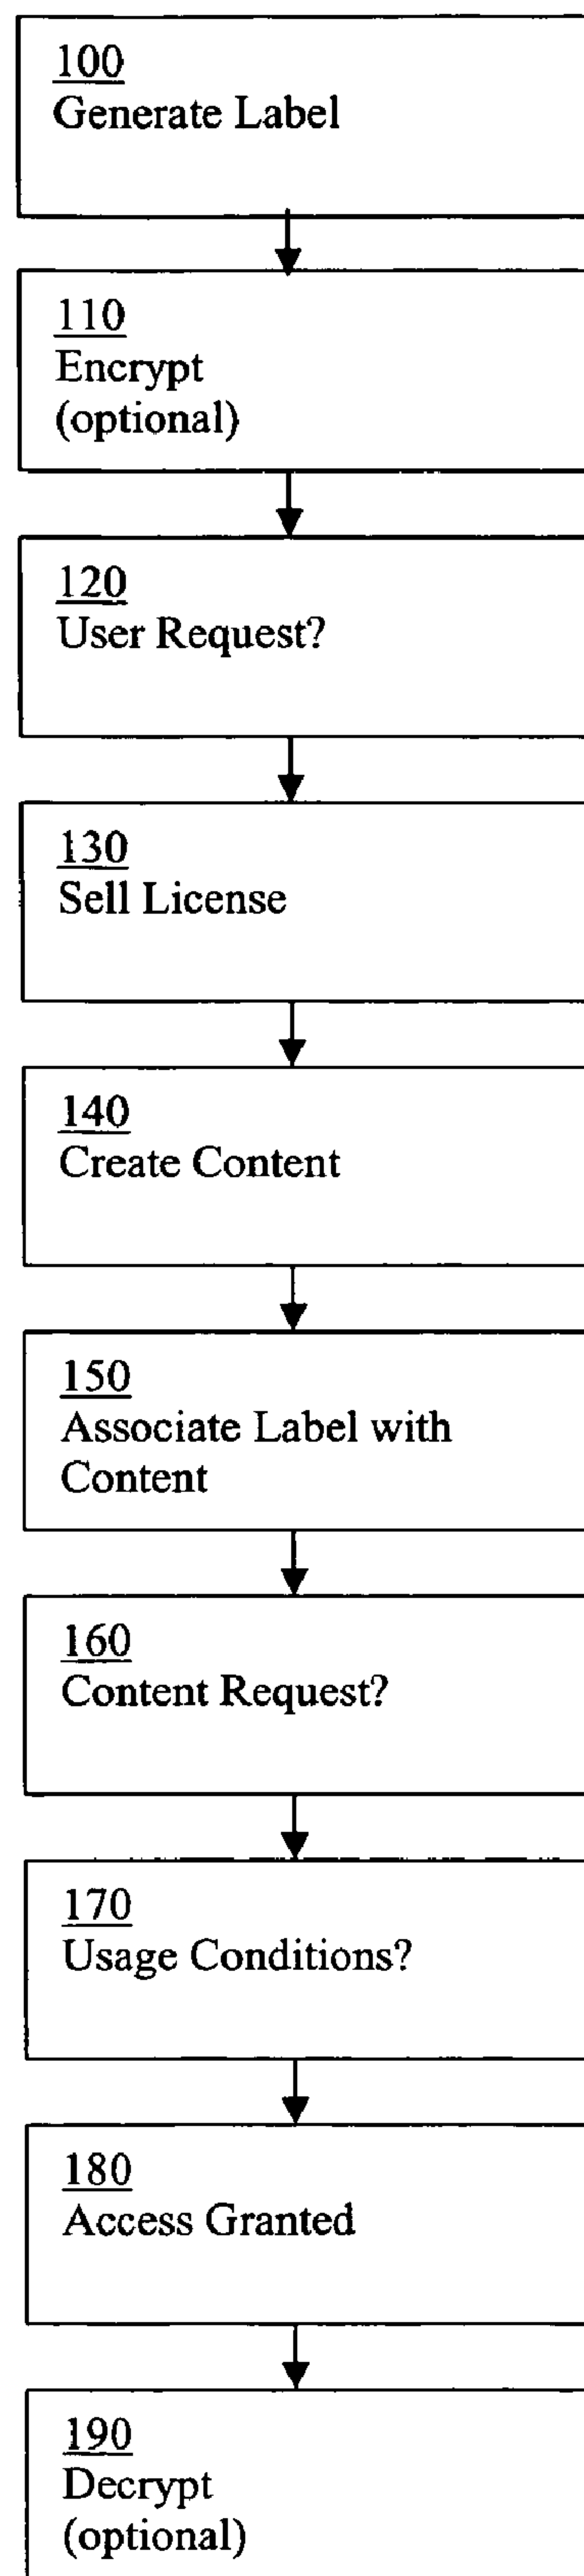 100
Generate Label
110
Encrypt
(optional)
120
User Request?
130
Sell License
140
Create Content
150
Associate Label with
Content
160
Content Request?
170
Usage Conditions?
180
Access Granted
190
Decrypt
(optional)